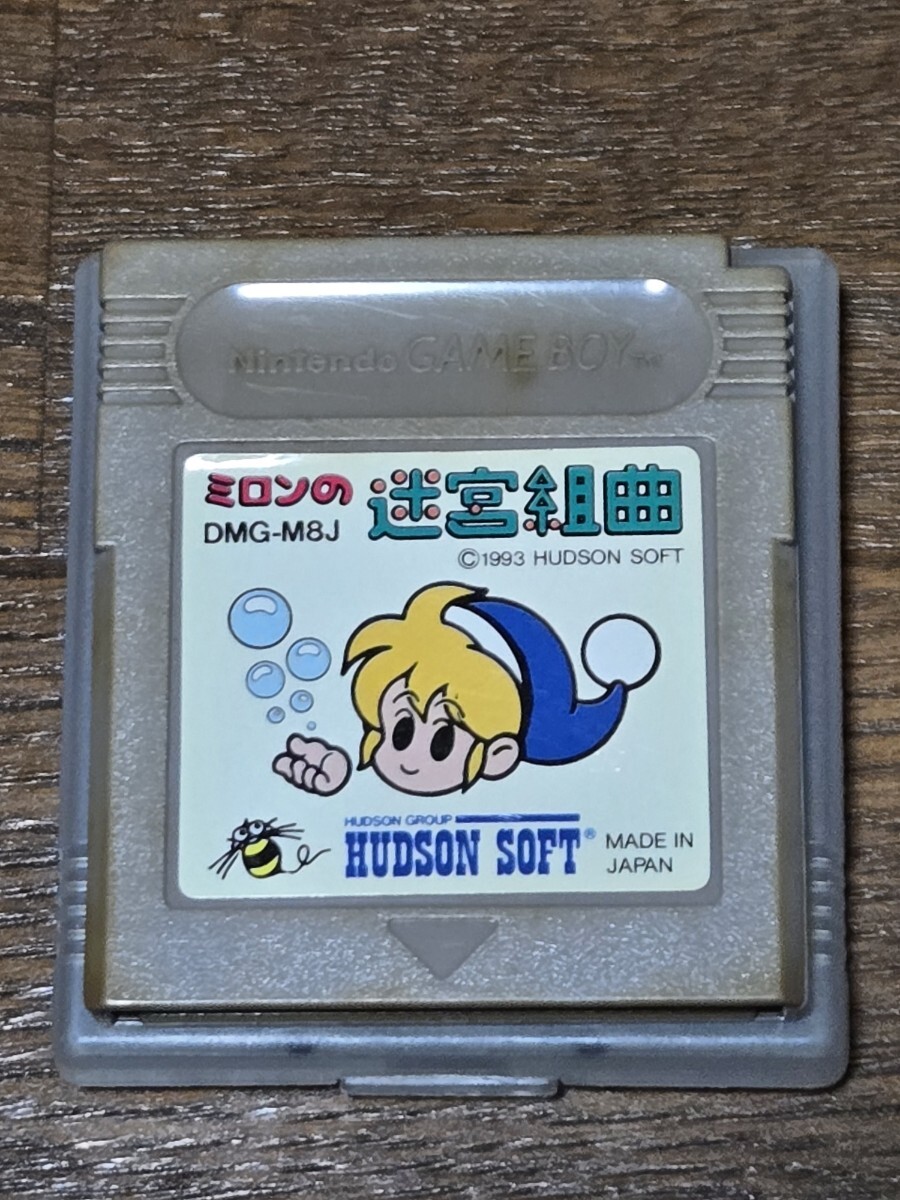 Nintendo GAME BOY™
ミロンの 迷宮組曲
DMG-M8J
©1993 HUDSON SOFT
HUDSON GROUP
HUDSON SOFT®
MADE IN
JAPAN